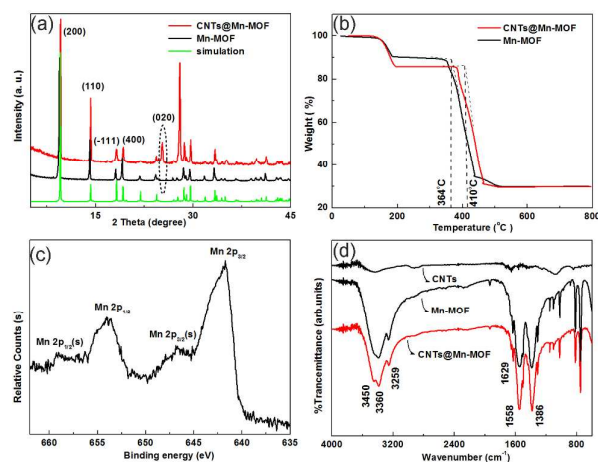 (a)
(200)
CNTs@Mn-MOF
Mn-MOF
simulation
(110)
(-111)
(400)
(020)
Intensity (a. u.)
15
30
45
2 Theta (degree)
(b)
CNTs@Mn-MOF
Mn-MOF
Weight ( %)
100
80
60
40
20
0
200
400
600
800
364°C
410°C
Temperature (°C)
(c)
Mn 2p3/2
Mn 2p1/2
Mn 2p1/2(s)
Mn 2p3/2(s)
Relative Counts (s)
660
655
650
645
640
635
Binding energy (eV)
(d)
CNTs
Mn-MOF
CNTs@Mn-MOF
%Trancemittance (arb.units)
3450
3360
3259
1629
1558
1386
4000
3200
2400
1600
800
Wavenumber (cm-1)